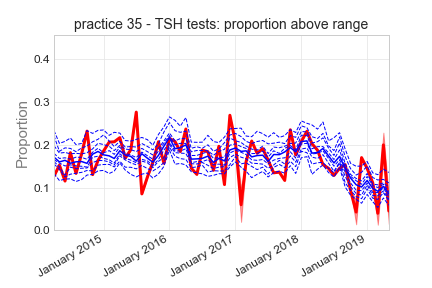 practice 35 - TSH tests: proportion above range
Proportion
0.4
0.3
0.2
0.1
0.0
January 2015
January 2016
January 2017
January 2018
January 2019